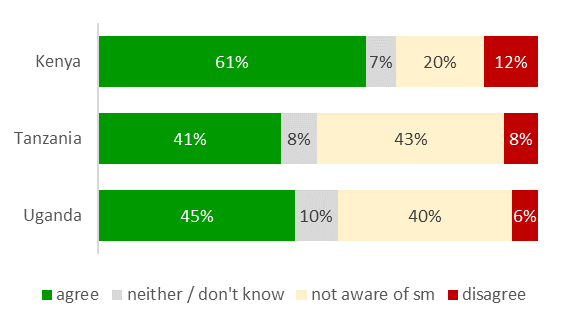 Kenya 61% 7% 20% 12%
Tanzania 41% 8% 43% 8%
Uganda 45% 10% 40% 6%
agree neither / don't know not aware of sm disagree